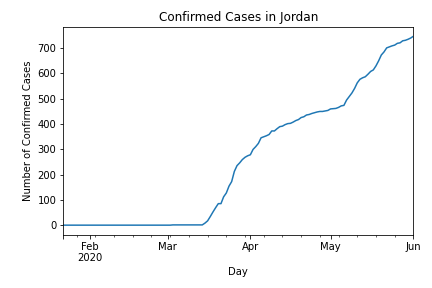 Confirmed Cases in Jordan
Number of Confirmed Cases
700
600
500
400
300
200
100
0
Feb
2020
Mar
Apr
May
Jun
Day